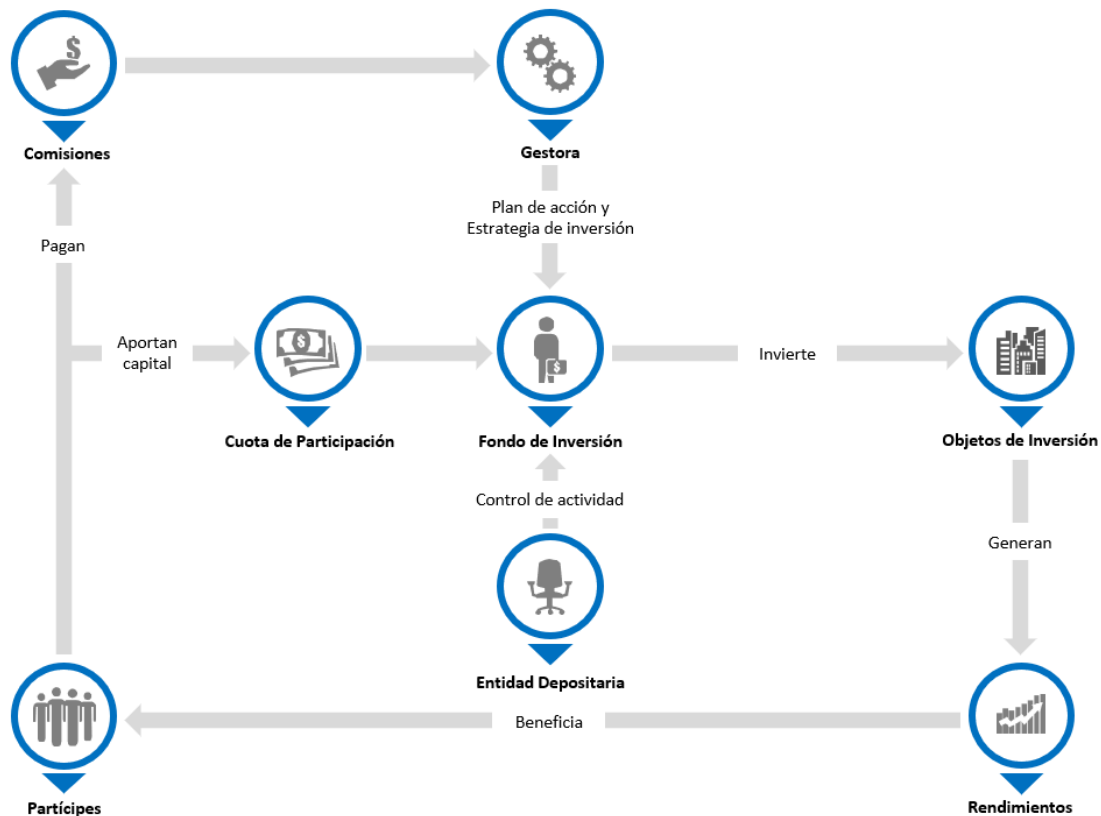 Comisiones
Gestora
Plan de acción y
Estrategia de inversión
Pagan
Aportan
capital
Invierte
Cuota de Participación
Fondo de Inversión
Objetos de Inversión
Control de actividad
Generan
Entidad Depositaria
Beneficia
Partícipes
Rendimientos